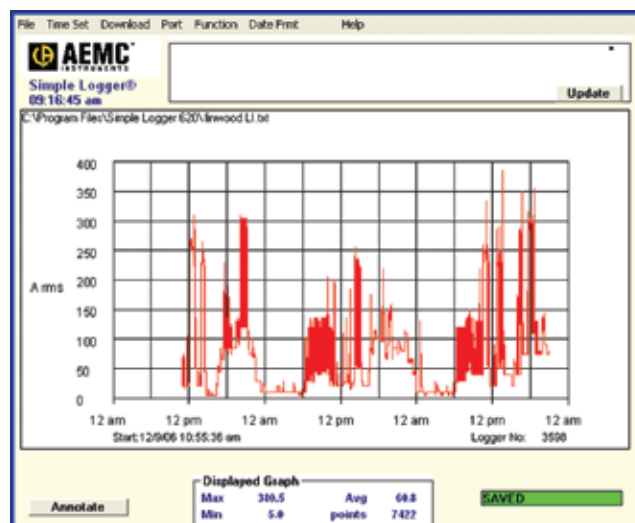 File Time Set Download Port Function Date Frmt Help
AEMC®
INSTRUMENTS
Simple Logger®
09:16:45 am
Update
C:\Program Files\Simple Logger 620\linwood LI.txt
400
350
300
250
200
150
100
50
0
A rms
12 am 12 pm 12 am 12 pm 12 am 12 pm 12 am
Start:12/9/06 10:55:36 am Logger No: 3598
Displayed Graph
Max 380.5 Avg 60.8
Min 5.0 points 7422
Annotate
SAVED